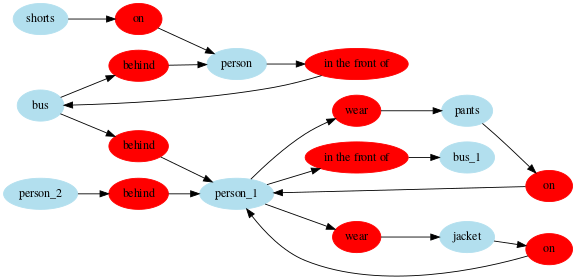 shorts
on
behind
person
in the front of
bus
wear
pants
behind
in the front of
bus_1
person_2
behind
person_1
on
wear
jacket
on